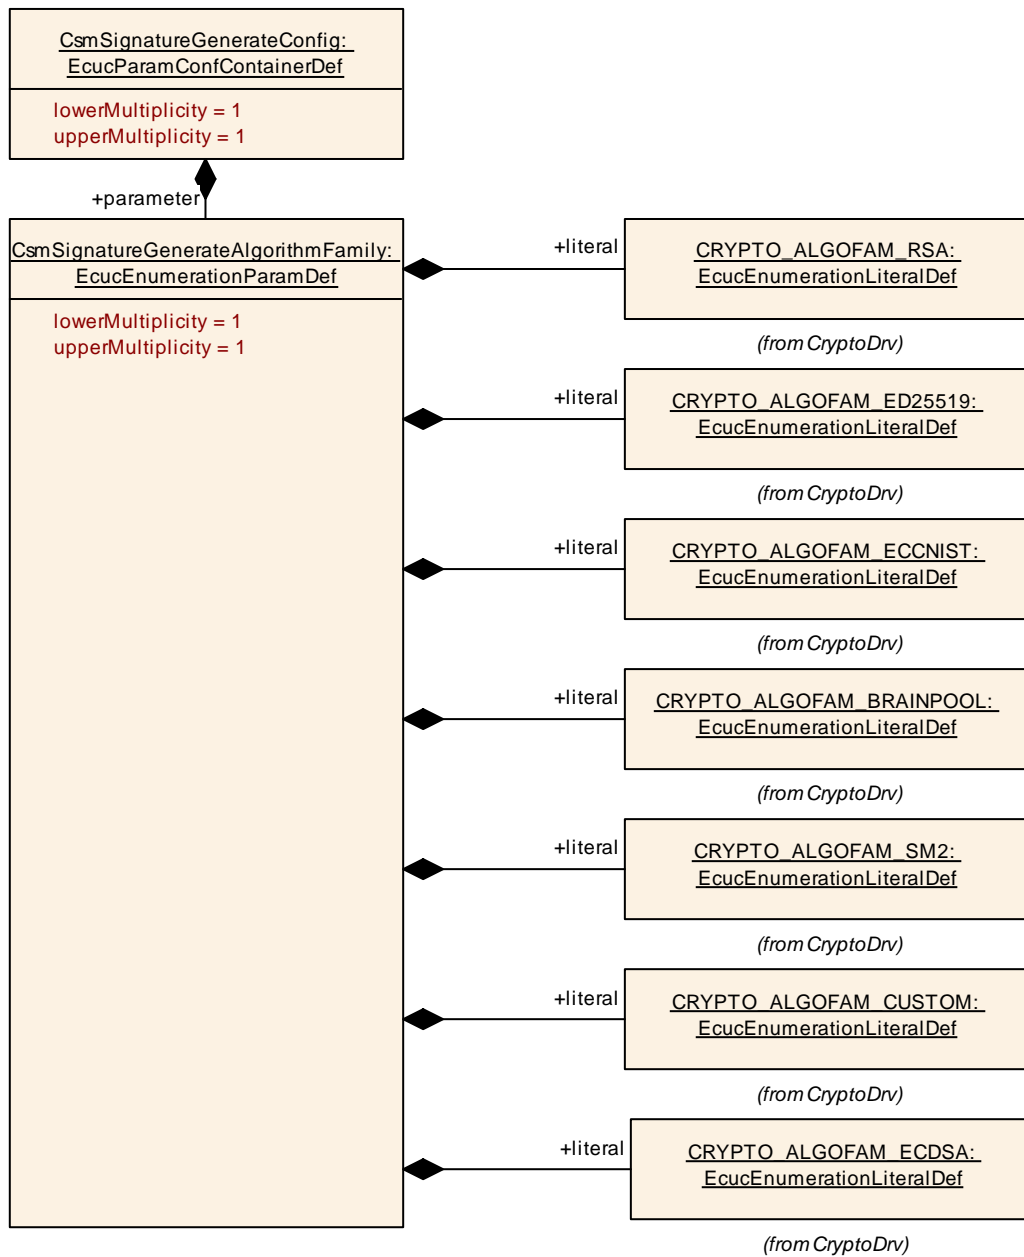 CsmSignatureGenerateConfig:
EcucParamConfContainerDef
lowerMultiplicity = 1
upperMultiplicity = 1
+parameter
CsmSignatureGenerateAlgorithmFamily:
EcucEnumerationParamDef
lowerMultiplicity = 1
upperMultiplicity = 1
+literal
CRYPTO_ALGOFAM_RSA:
EcucEnumerationLiteralDef
(from CryptoDrv)
+literal
CRYPTO_ALGOFAM_ED25519:
EcucEnumerationLiteralDef
(from CryptoDrv)
+literal
CRYPTO_ALGOFAM_ECCNIST:
EcucEnumerationLiteralDef
(from CryptoDrv)
+literal
CRYPTO_ALGOFAM_BRAINPOOL:
EcucEnumerationLiteralDef
(from CryptoDrv)
+literal
CRYPTO_ALGOFAM_SM2:
EcucEnumerationLiteralDef
(from CryptoDrv)
+literal
CRYPTO_ALGOFAM_CUSTOM:
EcucEnumerationLiteralDef
(from CryptoDrv)
+literal
CRYPTO_ALGOFAM_ECDSA:
EcucEnumerationLiteralDef
(from CryptoDrv)